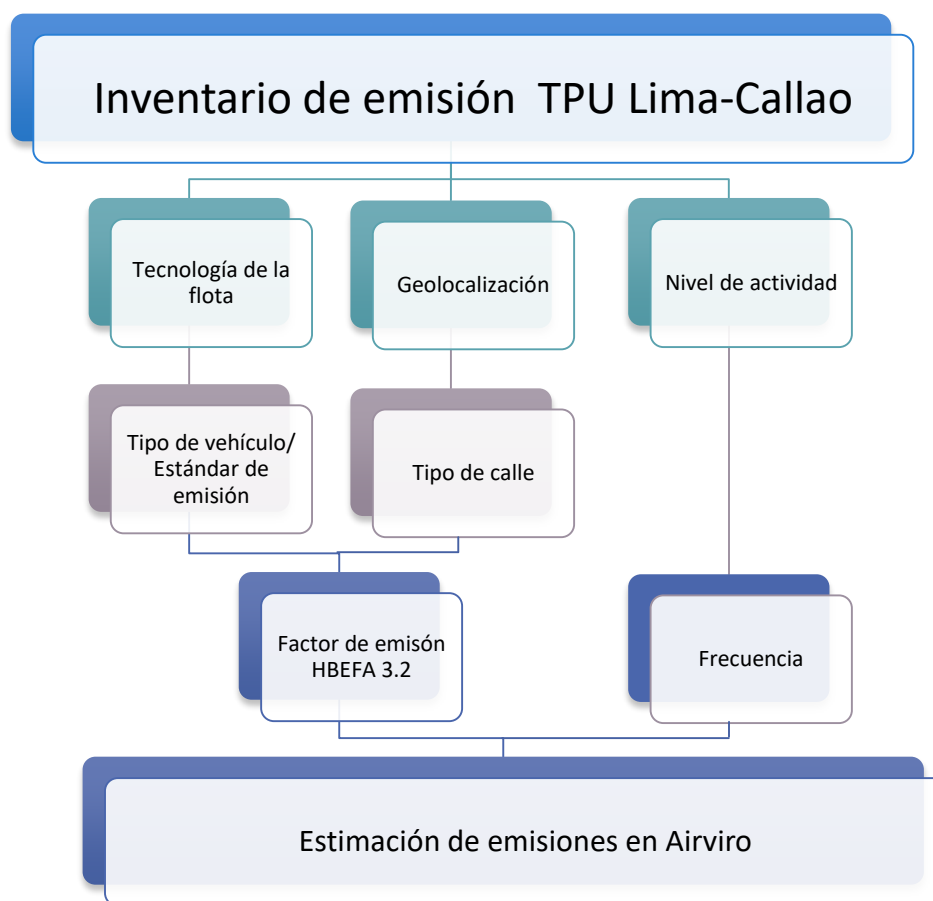 Inventario de emisión  TPU Lima-Callao
Tecnología de la
flota
Geolocalización
Nivel de actividad
Tipo de vehículo/
Estándar de
emisión
Tipo de calle
Factor de emisón
HBEFA 3.2
Frecuencia
Estimación de emisiones en Airviro